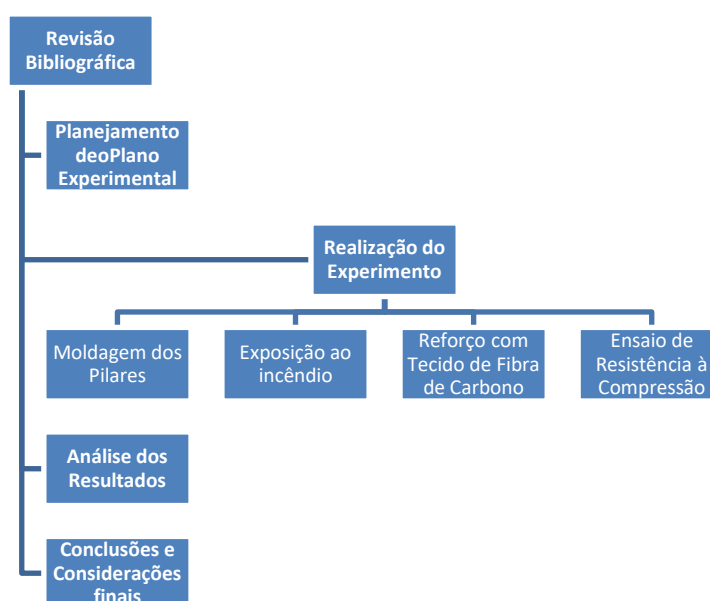 Revisão
Bibliográfica
Planejamento
deoPlano
Experimental
Realização do
Experimento
Moldagem dos
Pilares
Exposição ao
incêndio
Reforço com
Tecido de Fibra
de Carbono
Ensaio de
Resistência à
Compressão
Análise dos
Resultados
Conclusões e
Considerações
finais